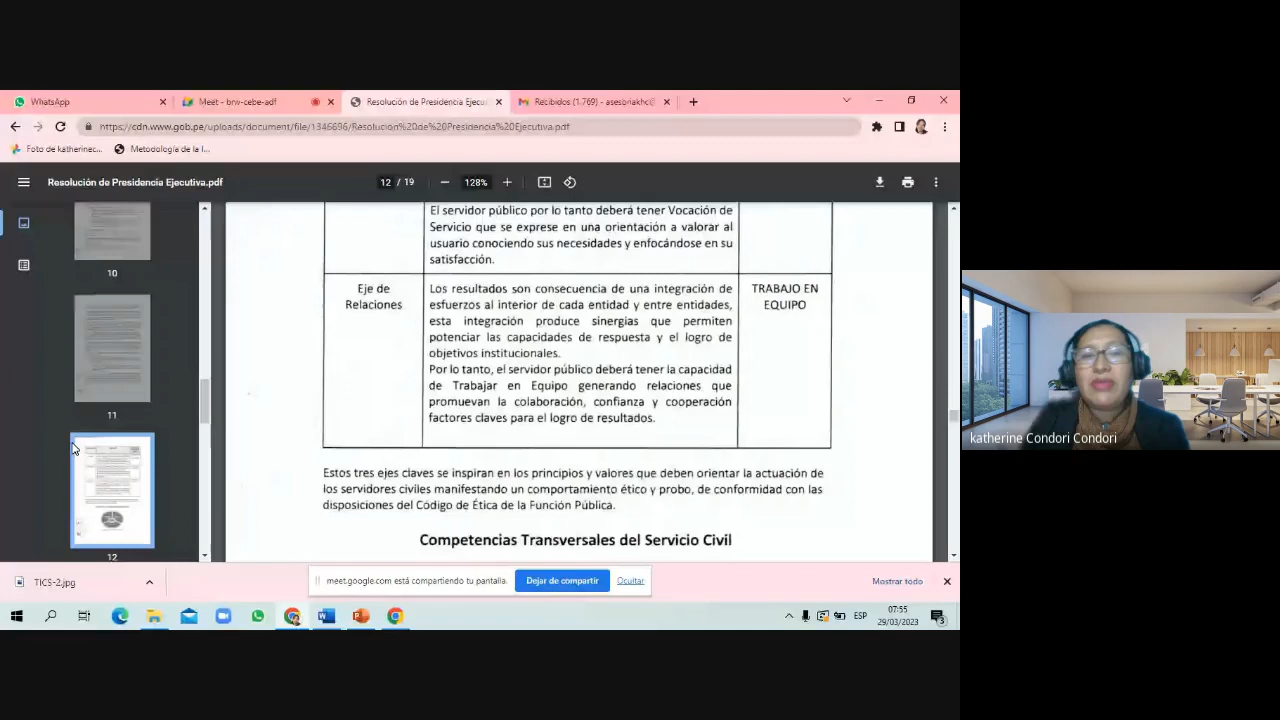 WhatsApp
Meet - bnv-cebe-adf
Resolución de Presidencia Ejecu
Recibidos (1.769) - asesoriakhc@
https://cdn.www.gob.pe/uploads/document/file/1346696/Resolucion%20de%20Presidencia%20Ejecutiva.pdf
Foto de katherinec...
Metodología de la I...
Resolución de Presidencia Ejecutiva.pdf
12 / 19
128%
10
11
12
El servidor público por lo tanto deberá tener Vocación de
Servicio que se exprese en una orientación a valorar al
usuario conociendo sus necesidades y enfocándose en su
satisfacción.
Eje de
Relaciones
Los resultados son consecuencia de una integración de
esfuerzos al interior de cada entidad y entre entidades,
esta integración produce sinergias que permiten
potenciar las capacidades de respuesta y el logro de
objetivos institucionales.
Por lo tanto, el servidor público deberá tener la capacidad
de Trabajar en Equipo generando relaciones que
promuevan la colaboración, confianza y cooperación
factores claves para el logro de resultados.
TRABAJO EN
EQUIPO
Estos tres ejes claves se inspiran en los principios y valores que deben orientar la actuación de
los servidores civiles manifestando un comportamiento ético y probo, de conformidad con las
disposiciones del Código de Ética de la Función Pública.
Competencias Transversales del Servicio Civil
katherine Condori Condori
TICS-2.jpg
meet.google.com está compartiendo tu pantalla.
Dejar de compartir
Ocultar
Mostrar todo
ESP
07:55
29/03/2023
3